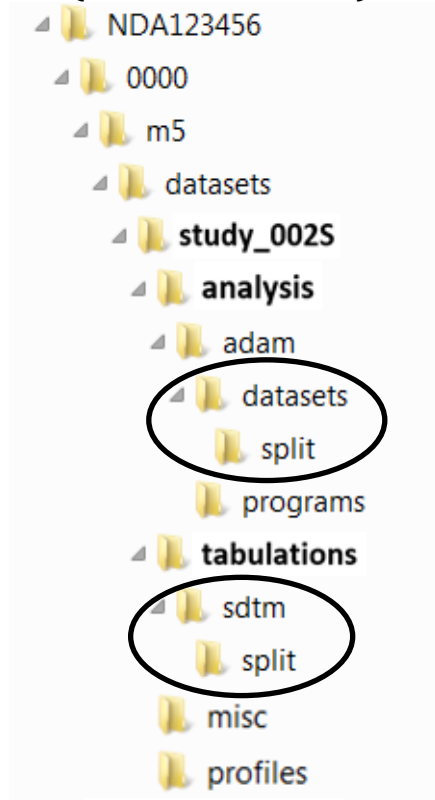 NDA123456
0000
m5
datasets
study_002S
analysis
adam
datasets
split
programs
tabulations
sdtm
split
misc
profiles